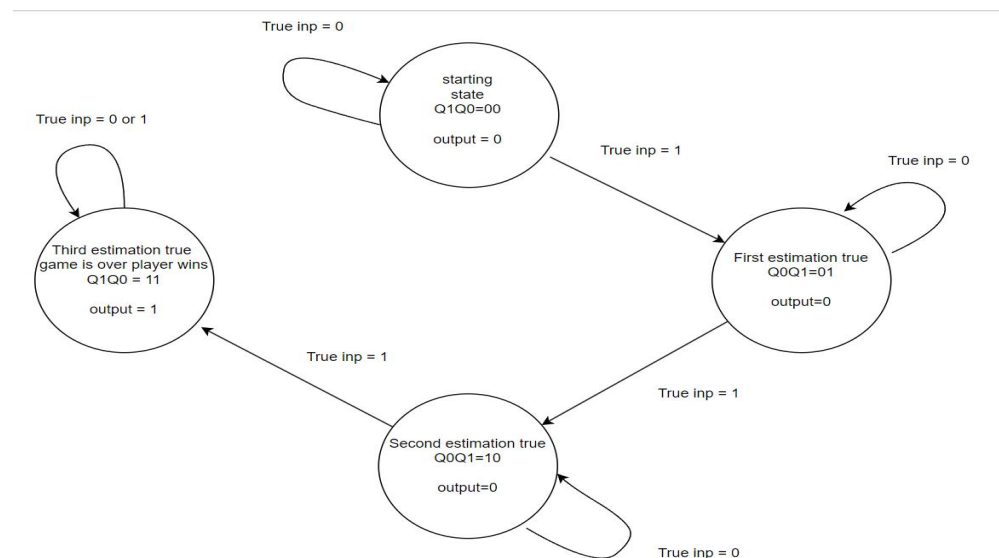 True inp = 0
starting
state
Q1Q0=00
output = 0
True inp = 0 or 1
True inp = 1
True inp = 0
Third estimation true
game is over player wins
Q1Q0 = 11
output = 1
First estimation true
Q0Q1=01
output=0
True inp = 1
True inp = 1
Second estimation true
Q0Q1=10
output=0
True inp = 0